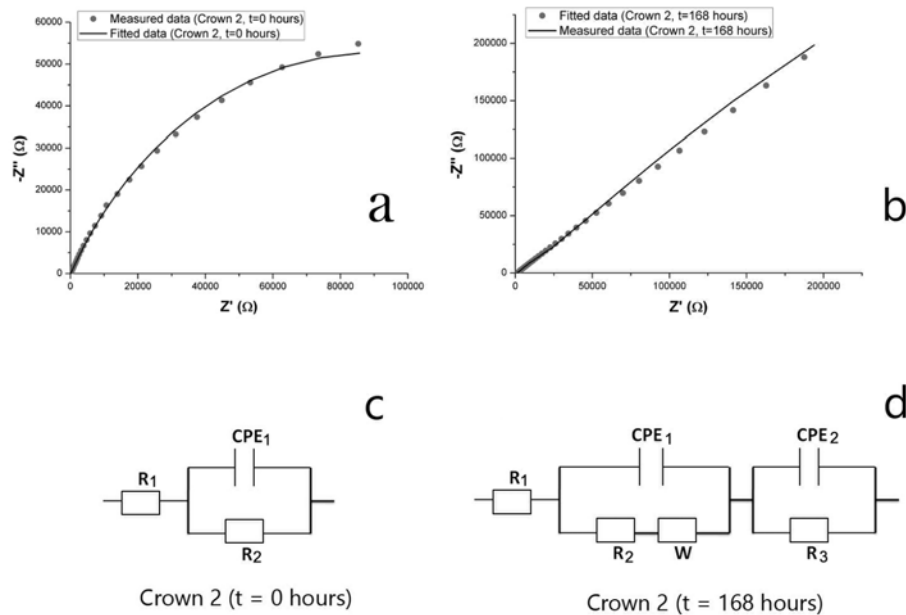 Measured data (Crown 2, t=0 hours)
Fitted data (Crown 2, t=0 hours)
60000
50000
40000
30000
20000
10000
0
-Z'' (Ω)
a
0
20000
40000
60000
80000
100000
Z' (Ω)
Fitted data (Crown 2, t=168 hours)
Measured data (Crown 2, t=168 hours)
200000
150000
100000
50000
0
-Z'' (Ω)
b
0
50000
100000
150000
200000
Z' (Ω)
c
CPE1
R1
R2
Crown 2 (t = 0 hours)
d
CPE1
CPE2
R1
R2
W
R3
Crown 2 (t = 168 hours)